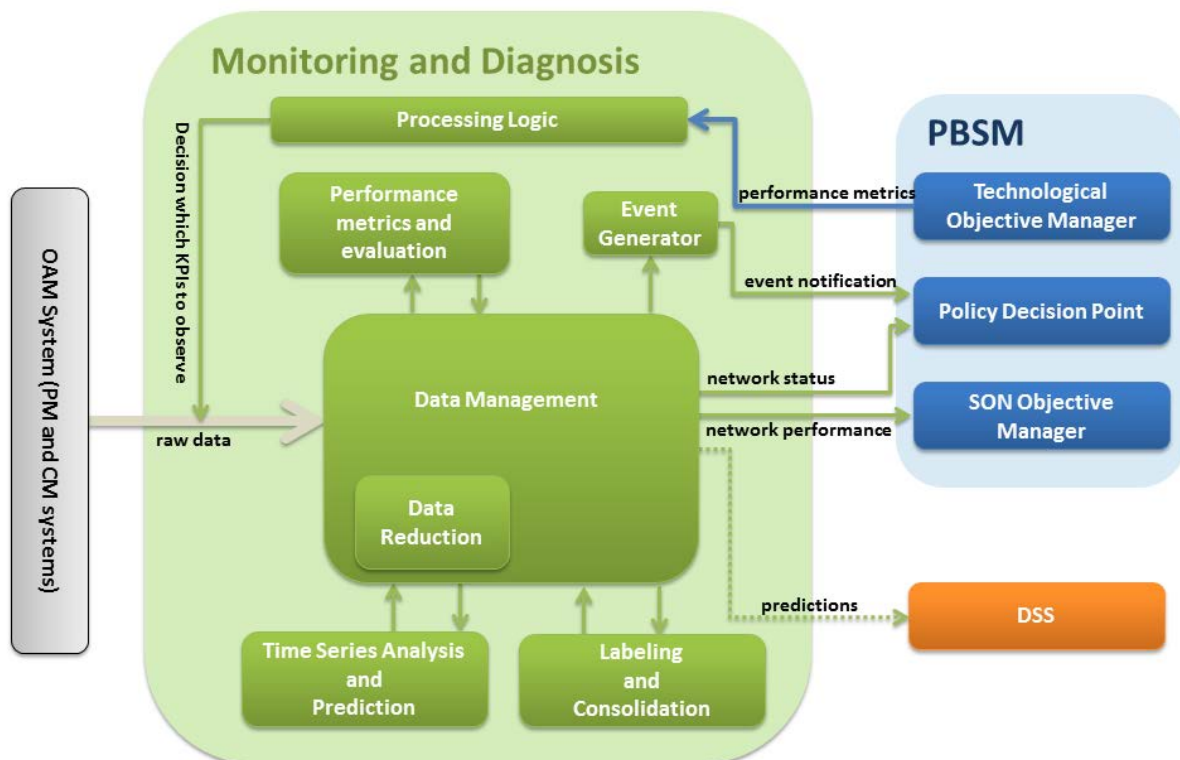 Monitoring and Diagnosis
Processing Logic
Decision which KPIs to observe
Performance
metrics and
evaluation
Event
Generator
PBSM
performance metrics
Technological
Objective Manager
event notification
Policy Decision Point
OAM System (PM and CM systems)
raw data
Data Management
network status
network performance
SON Objective
Manager
Data
Reduction
predictions
DSS
Time Series Analysis
and
Prediction
Labeling
and
Consolidation